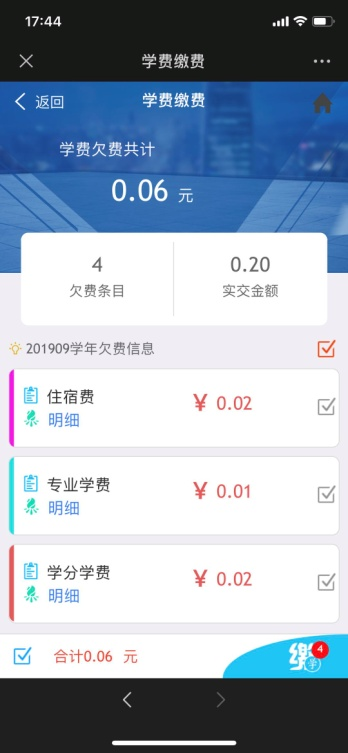 17:44
学费缴费
返回
学费缴费
学费欠费共计
0.06 元
4
0.20
欠费条目
实交金额
201909学年欠费信息
住宿费
¥ 0.02
明细
专业学费
¥ 0.01
明细
学分学费
¥ 0.02
明细
合计0.06 元
缴
学
4